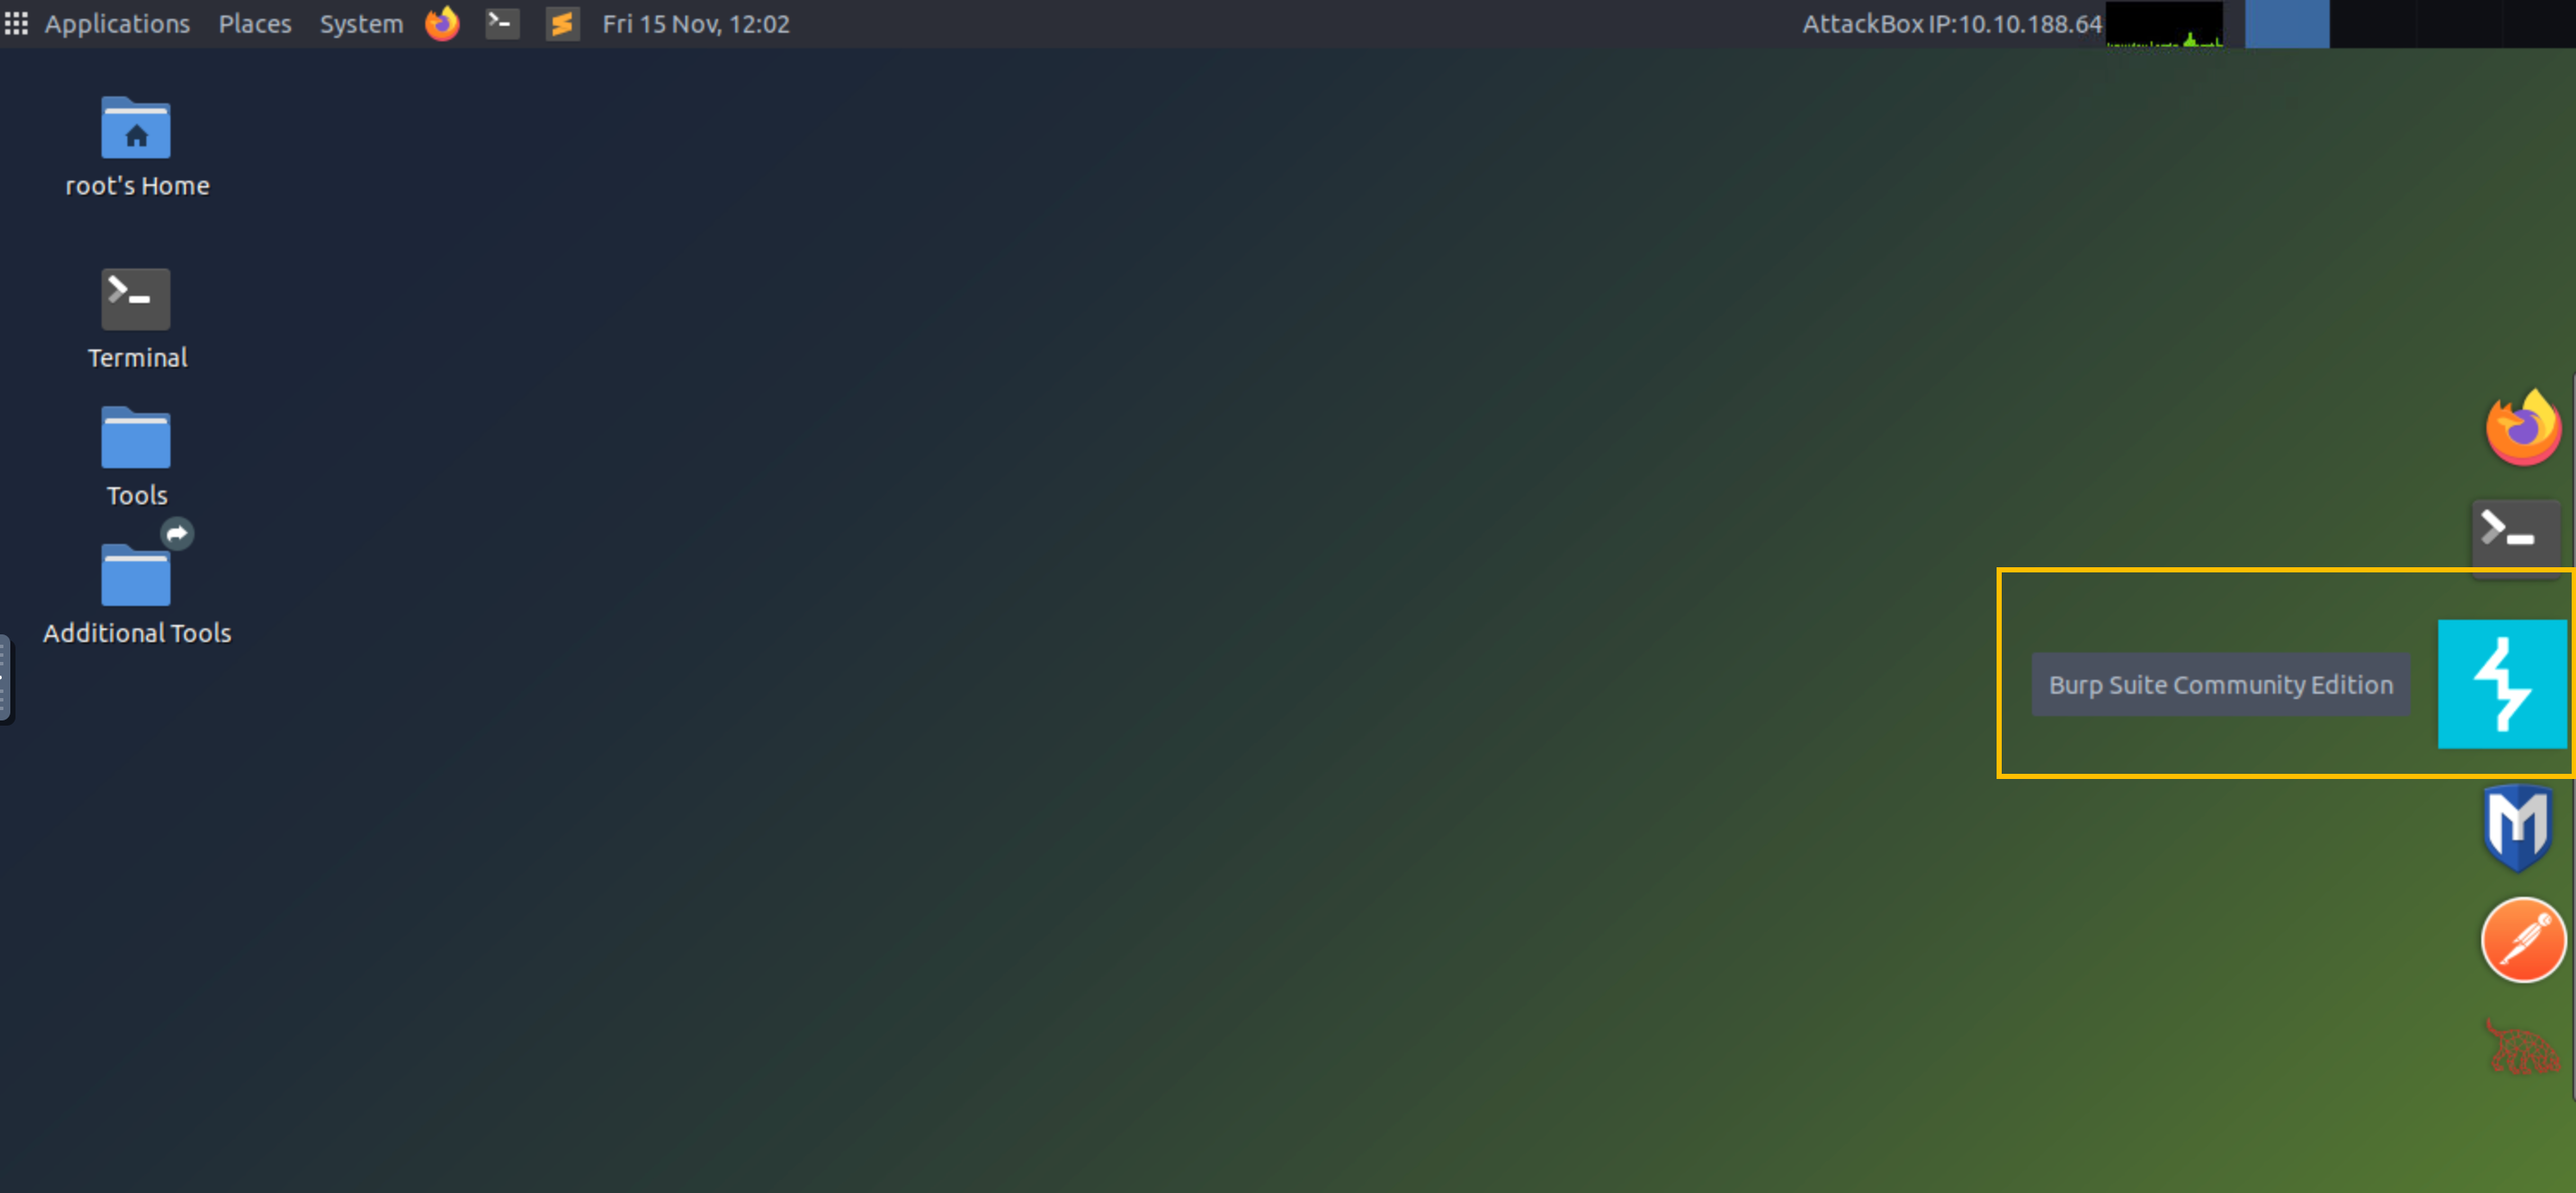 Applications Places System Fri 15 Nov, 12:02 AttackBox IP:10.10.188.64
root's Home
Terminal
Tools
Additional Tools
Burp Suite Community Edition